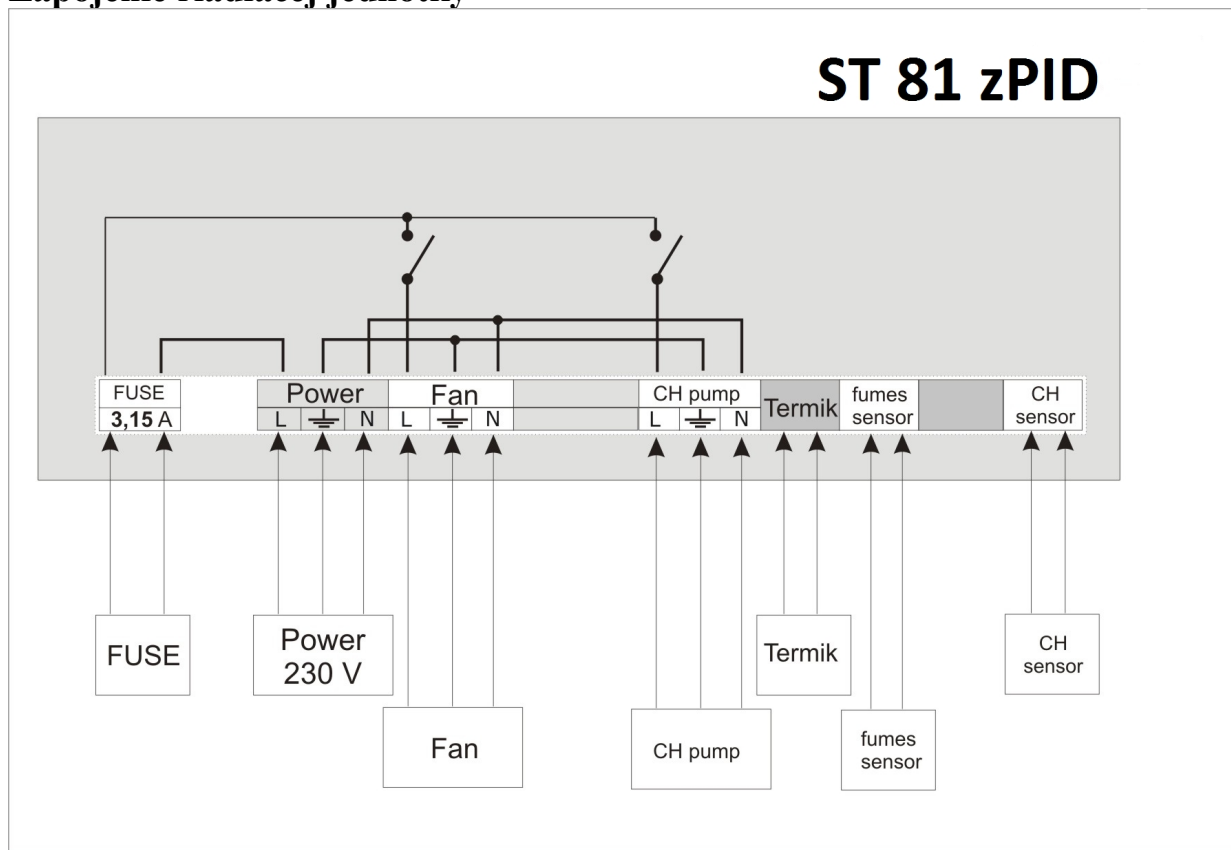 ST 81 zPID
FUSE
3,15 A
Power
L N
Fan
L N
CH pump
L N
Termik
fumes
sensor
CH
sensor
FUSE
Power
230 V
Fan
CH pump
Termik
fumes
sensor
CH
sensor